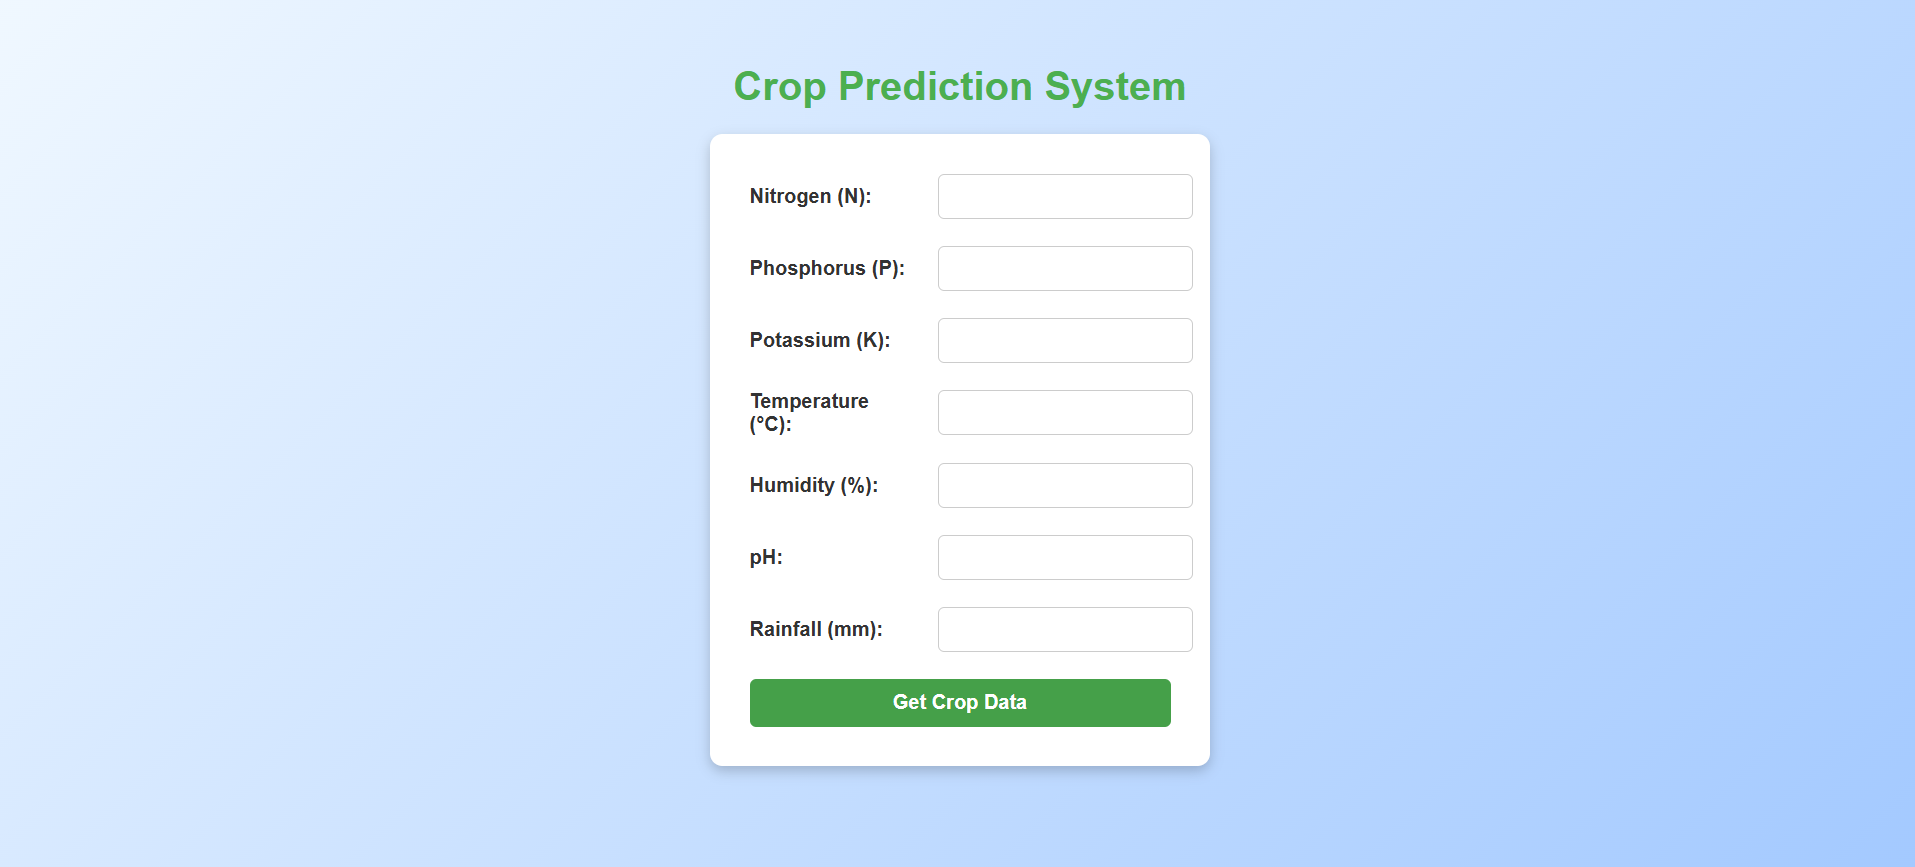 Crop Prediction System
Nitrogen (N):
Phosphorus (P):
Potassium (K):
Temperature
(°C):
Humidity (%):
pH:
Rainfall (mm):
Get Crop Data